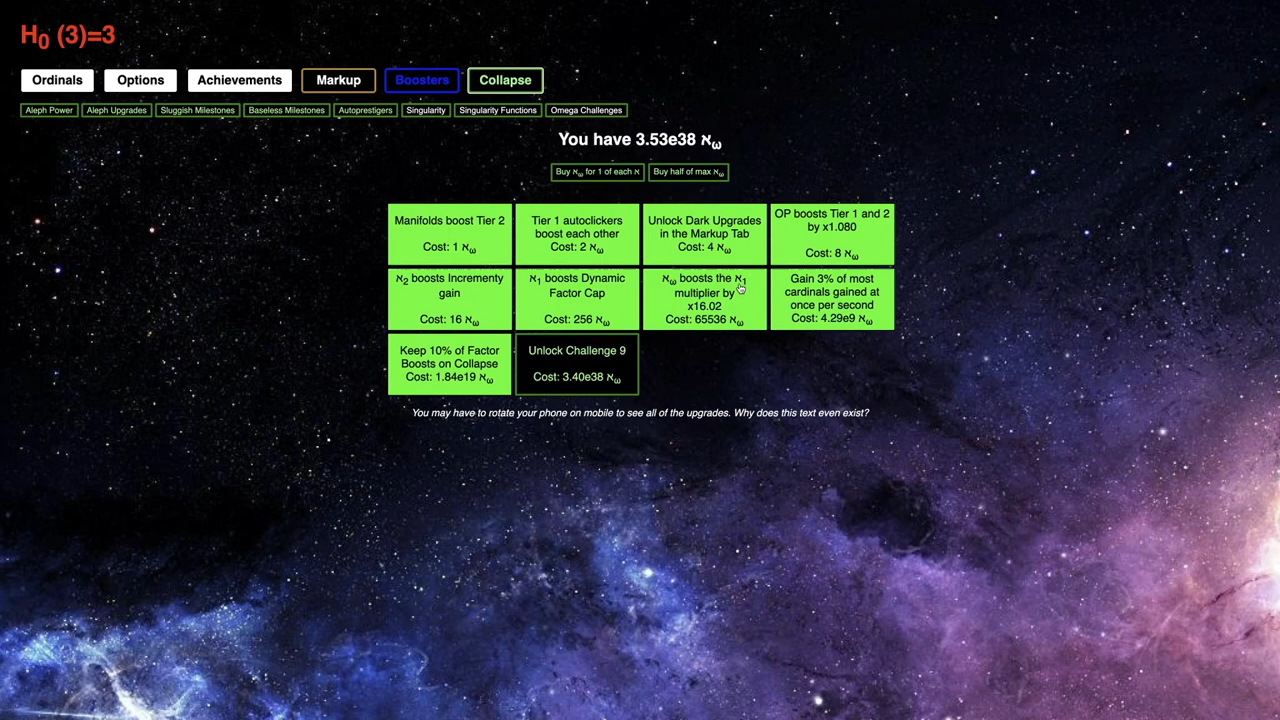 H₀ (3)=3
Ordinals Options Achievements Markup Boosters Collapse
Aleph Power Aleph Upgrades Sluggish Milestones Baseless Milestones Autoprestigers Singularity Singularity Functions Omega Challenges
You have 3.53e38 ℵω
Buy ℵω for 1 of each ℵ Buy half of max ℵω
Manifolds boost Tier 2
Cost: 1 ℵω
Tier 1 autoclickers
boost each other
Cost: 2 ℵω
Unlock Dark Upgrades
in the Markup Tab
Cost: 4 ℵω
OP boosts Tier 1 and 2
by x1.080
Cost: 8 ℵω
ℵ₂ boosts Incrementy
gain
Cost: 16 ℵω
ℵ₁ boosts Dynamic
Factor Cap
Cost: 256 ℵω
ℵω boosts the ℵ₁
multiplier by
x16.02
Cost: 65536 ℵω
Gain 3% of most
cardinals gained at
once per second
Cost: 4.29e9 ℵω
Keep 10% of Factor
Boosts on Collapse
Cost: 1.84e19 ℵω
Unlock Challenge 9
Cost: 3.40e38 ℵω
You may have to rotate your phone on mobile to see all of the upgrades. Why does this text even exist?